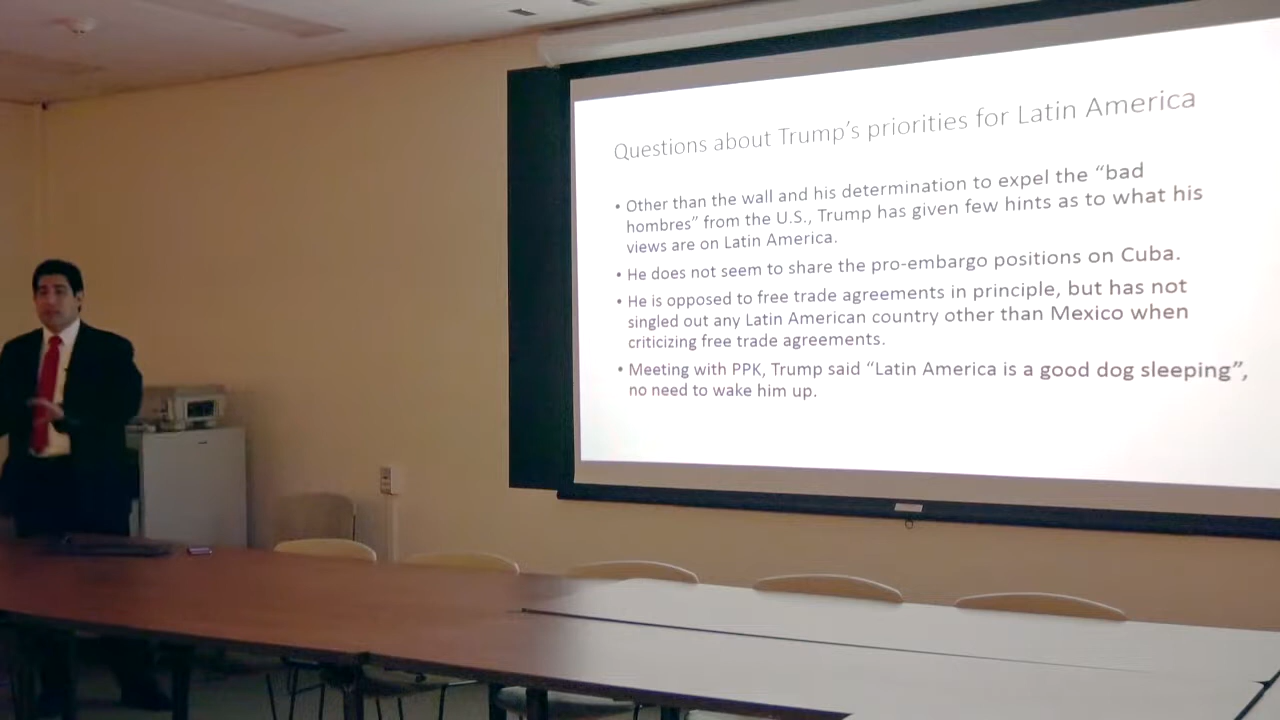 Questions about Trump’s priorities for Latin America
• Other than the wall and his determination to expel the “bad
hombres” from the U.S., Trump has given few hints as to what his
views are on Latin America.
• He does not seem to share the pro-embargo positions on Cuba.
• He is opposed to free trade agreements in principle, but has not
singled out any Latin American country other than Mexico when
criticizing free trade agreements.
• Meeting with PPK, Trump said “Latin America is a good dog sleeping”,
no need to wake him up.